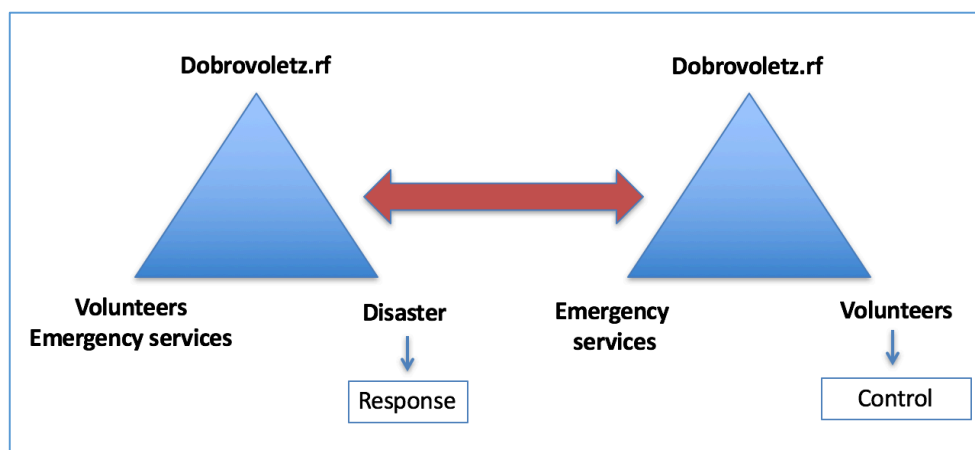 Dobrovoletz.rf
Dobrovoletz.rf
Volunteers
Emergency services
Disaster
Response
Emergency
services
Volunteers
Control